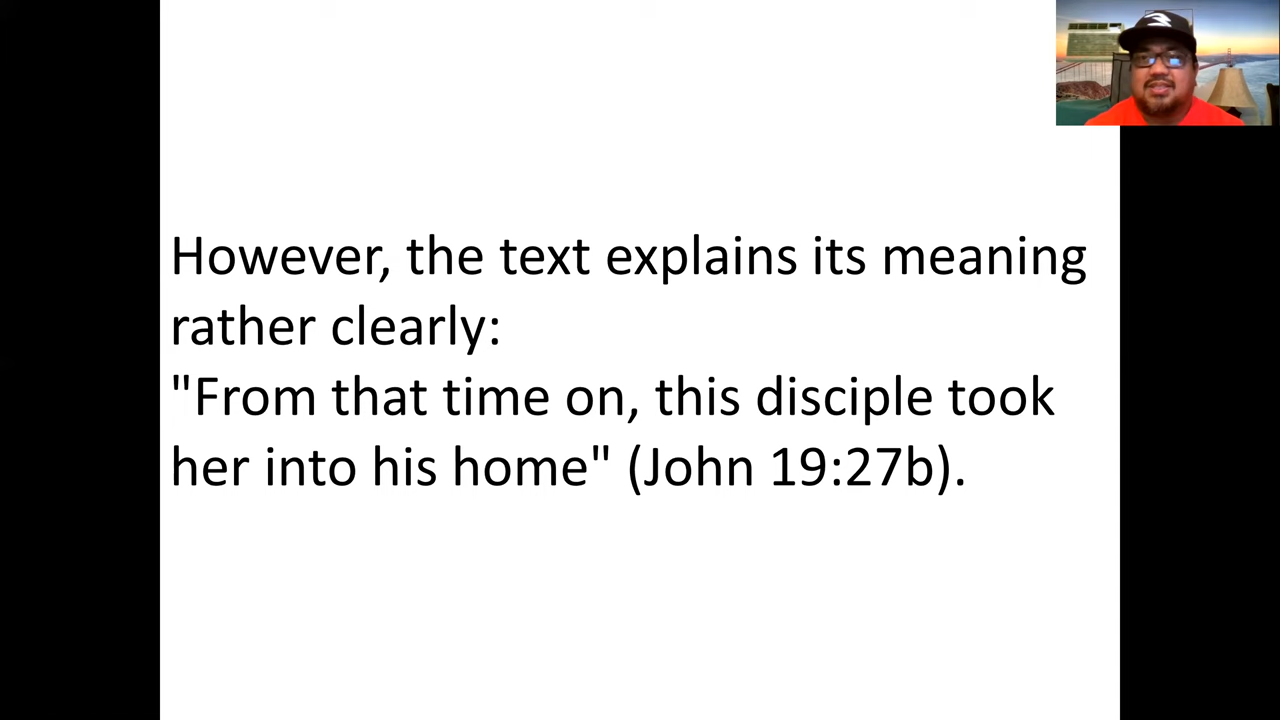 However, the text explains its meaning
rather clearly:
"From that time on, this disciple took
her into his home" (John 19:27b).